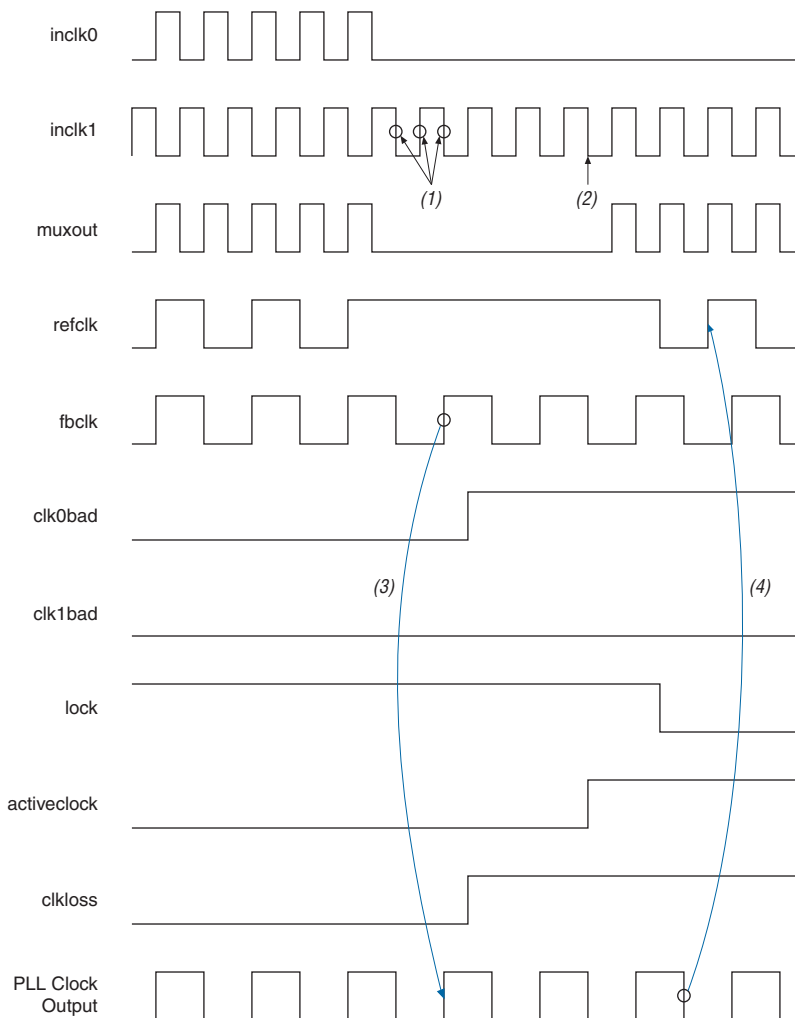 inclk0
inclk1
(1)
(2)
muxout
refclk
fbclk
clk0bad
(3)
(4)
clk1bad
lock
activeclock
clkloss
PLL Clock
Output